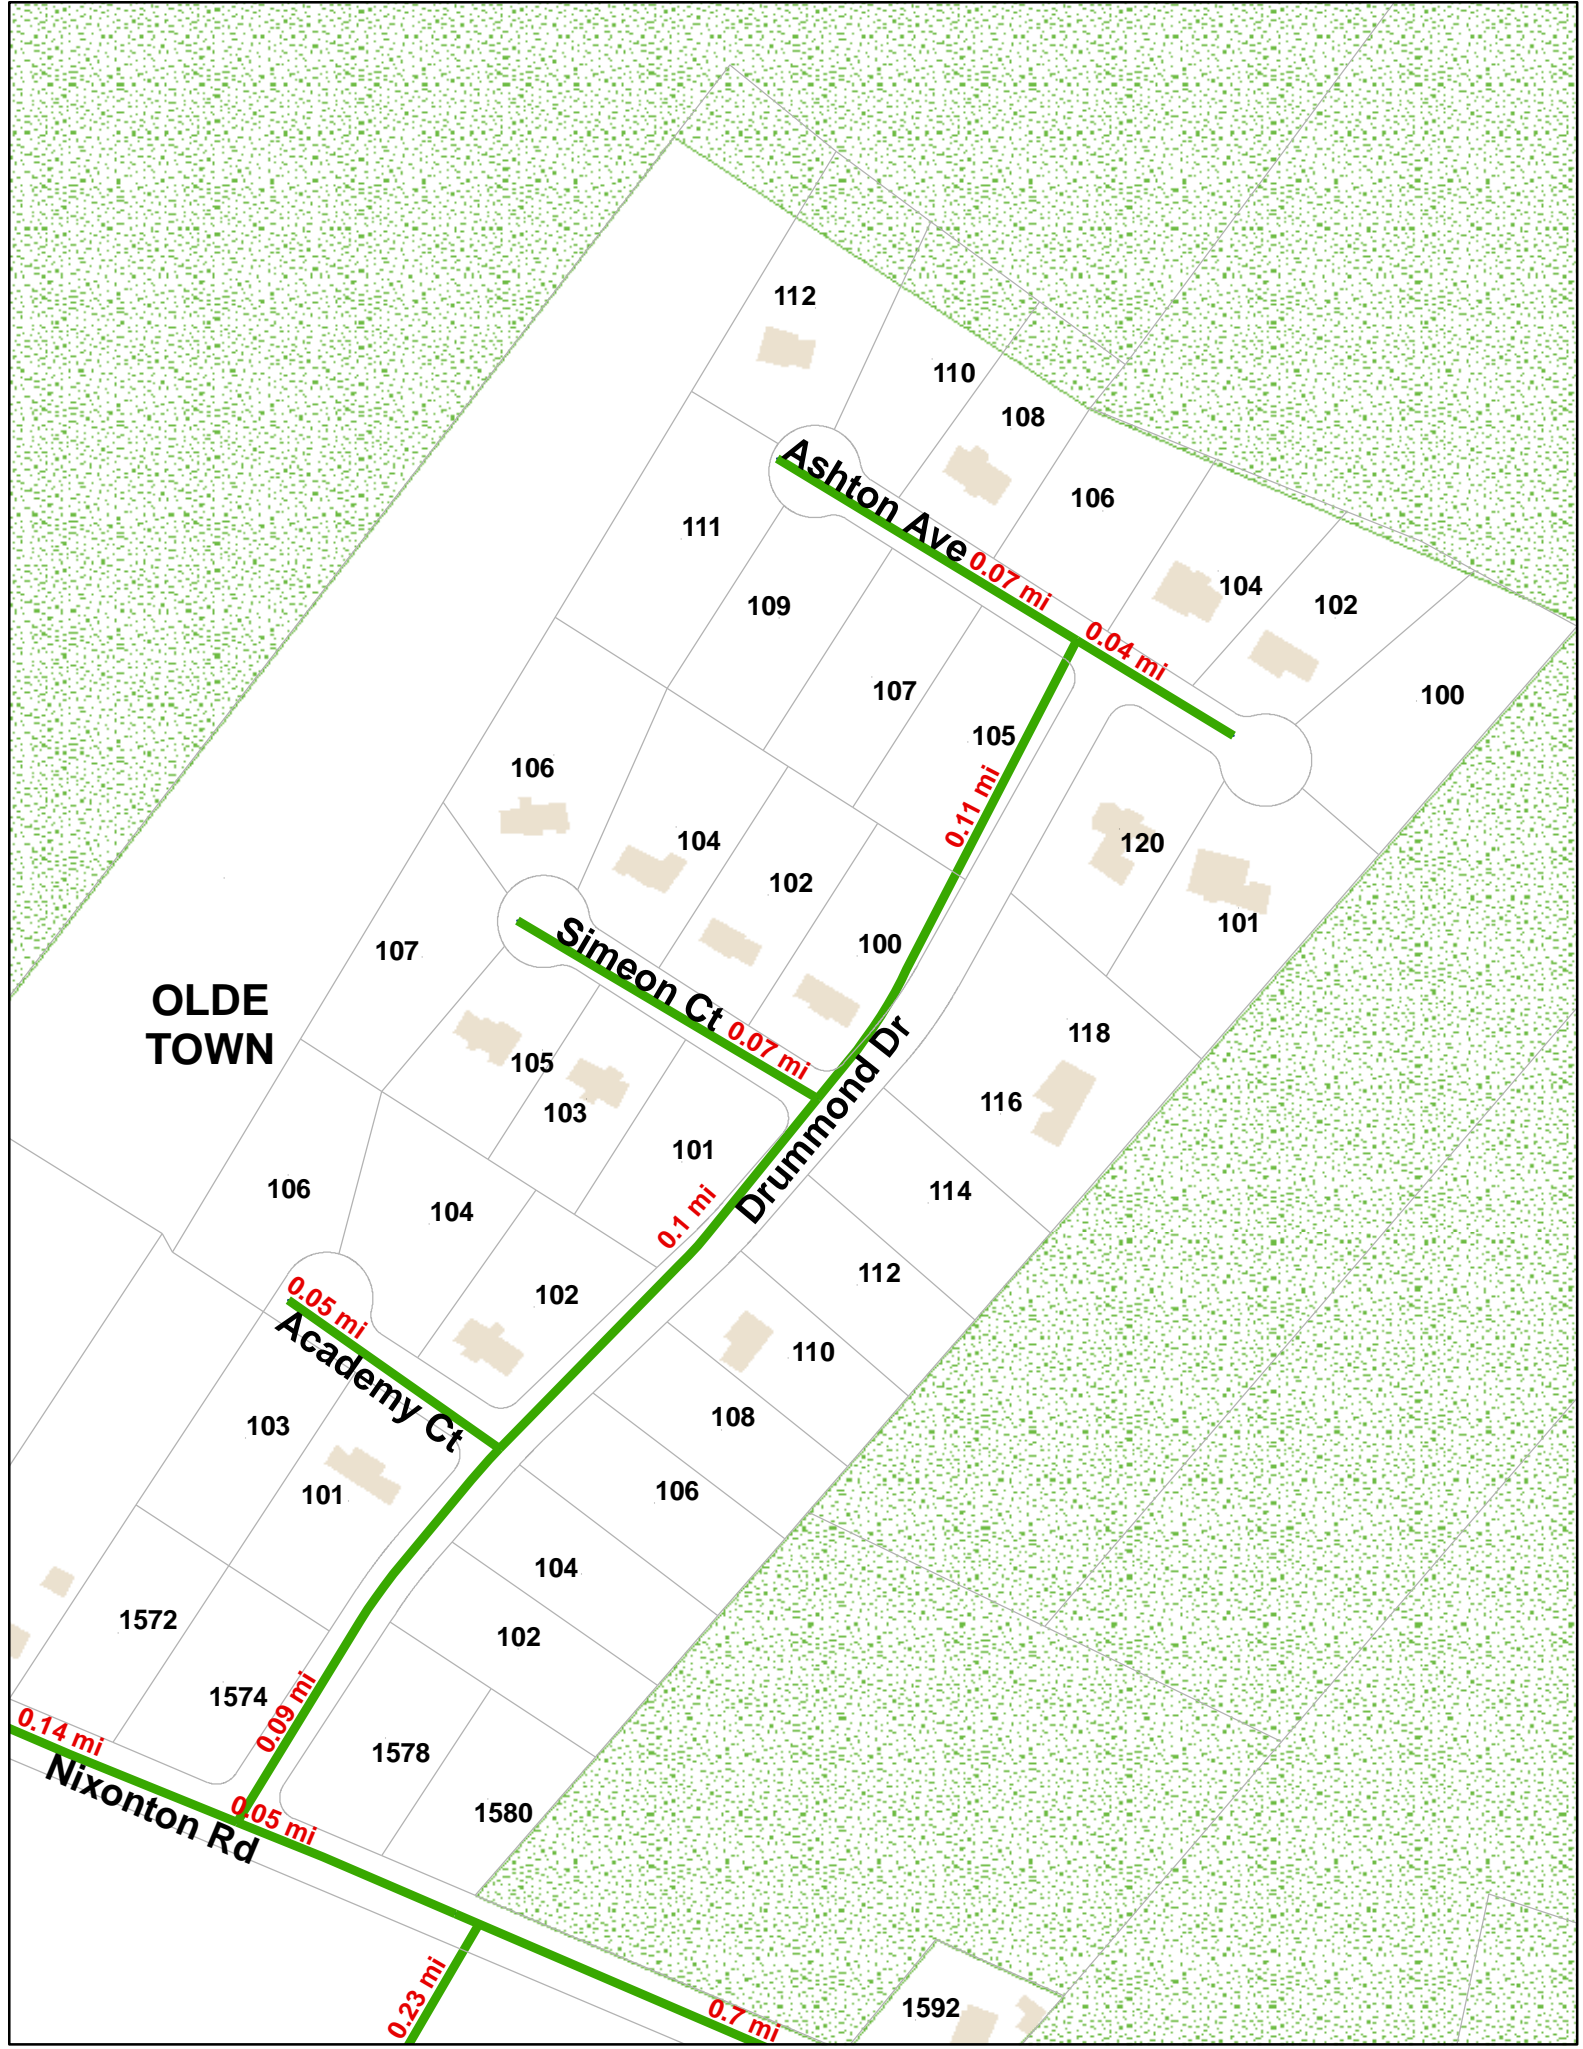 112
110
108
Ashton Ave
106
111
0.07 mi
104
102
109
0.04 mi
107
100
105
106
0.11 mi
104
120
102
101
Simeon Ct
100
107
OLDE
TOWN
0.07 mi
Drummond Dr
118
105
116
103
101
106
104
0.1 mi
114
112
0.05 mi
102
Academy Ct
110
108
103
106
101
104
1572
102
1574
0.09 mi
0.14 mi
1578
Nixonton Rd
0.05 mi
1580
0.23 mi
0.7 mi
1592